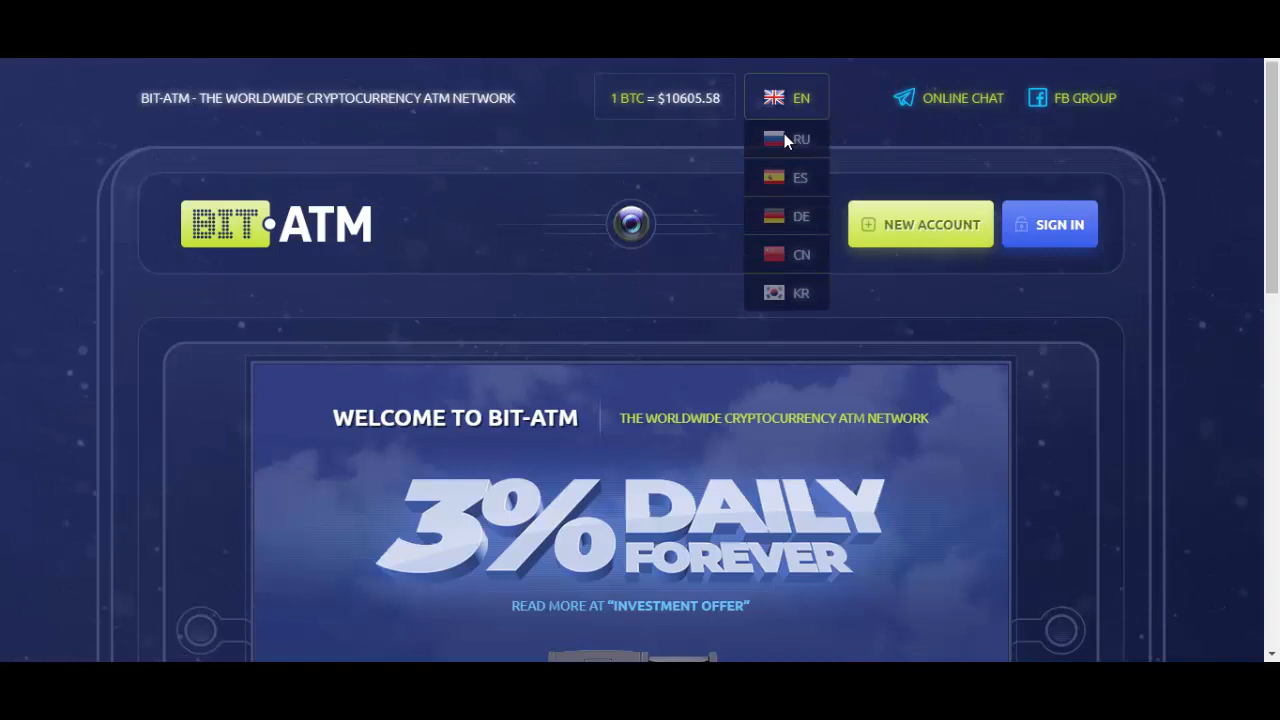 BIT-ATM - THE WORLDWIDE CRYPTOCURRENCY ATM NETWORK
1 BTC = $10605.58
EN
ONLINE CHAT
FB GROUP
RU
ES
DE
CN
KR
BIT ATM
NEW ACCOUNT
SIGN IN
WELCOME TO BIT-ATM
THE WORLDWIDE CRYPTOCURRENCY ATM NETWORK
3% DAILY
FOREVER
READ MORE AT “INVESTMENT OFFER”